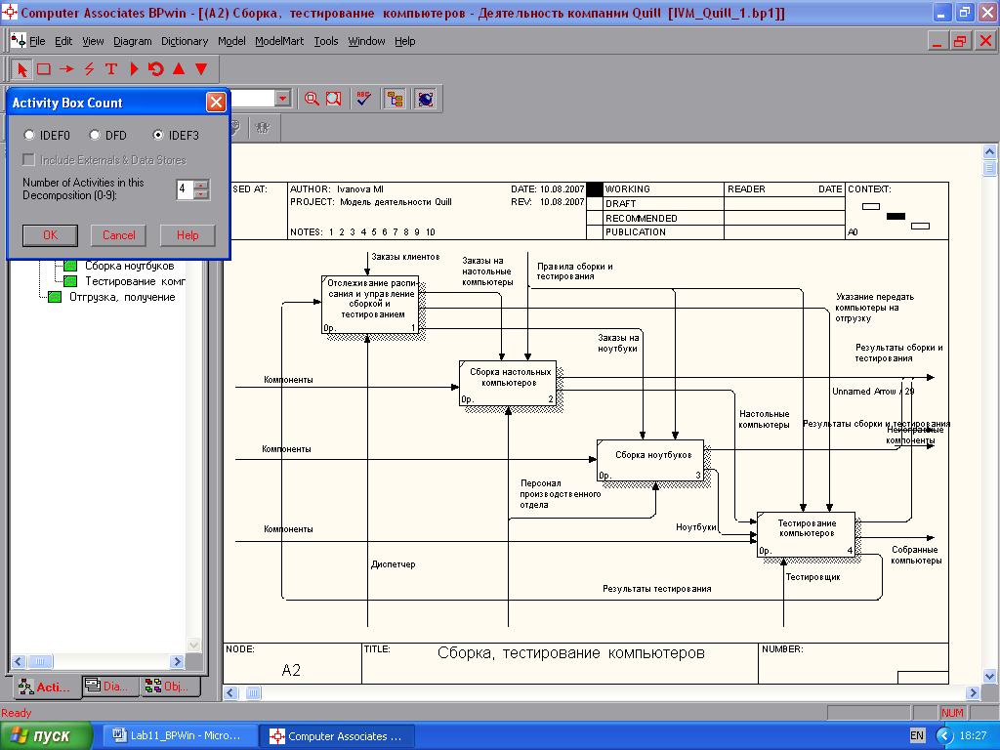 Computer Associates BPwin - [(A2) Сборка, тестирование компьютеров - Деятельность компании Quill [IVM_Quill_1.bp1]]
File Edit View Diagram Dictionary Model ModelMart Tools Window Help
Activity Box Count
IDEF0 DFD IDEF3
Include Externals & Data Stores
Number of Activities in this
Decomposition (0-9):
4
OK Cancel Help
Сборка ноутбуков
Тестирование комг
Отгрузка, получение
Acti... Dia... Obj...
SED AT:
AUTHOR: Ivanova MI
DATE: 10.08.2007
PROJECT: Модель деятельности Quill
REV: 10.08.2007
NOTES: 1 2 3 4 5 6 7 8 9 10
WORKING
DRAFT
RECOMMENDED
PUBLICATION
READER DATE
CONTEXT:
A0
Заказы клиентов
Заказы на
настольные
компьютеры
Правила сборки и
тестирования
Отслеживание распи-
сания и управление
сборкой и
тестированием
0р. 1
Указание передать
компьютеры на
отгрузку
Заказы на
ноутбуки
Результаты сборки и
тестирования
Компоненты
Сборка настольных
компьютеров
0р. 2
Unnamed Arrow / 29
Настольные
компьютеры
Результаты сборки и тестирования
Неисправные
компоненты
Компоненты
Сборка ноутбуков
0р. 3
Персонал
производственного
отдела
Ноутбуки
Тестирование
компьютеров
0р. 4
Компоненты
Собранные
компьютеры
Диспетчер
Тестировщик
Результаты тестирования
NODE:
A2
TITLE:
Сборка, тестирование компьютеров
NUMBER:
Ready
NUM
пуск
Lab11_BPWin - Micro...
Computer Associates ...
EN
18:27